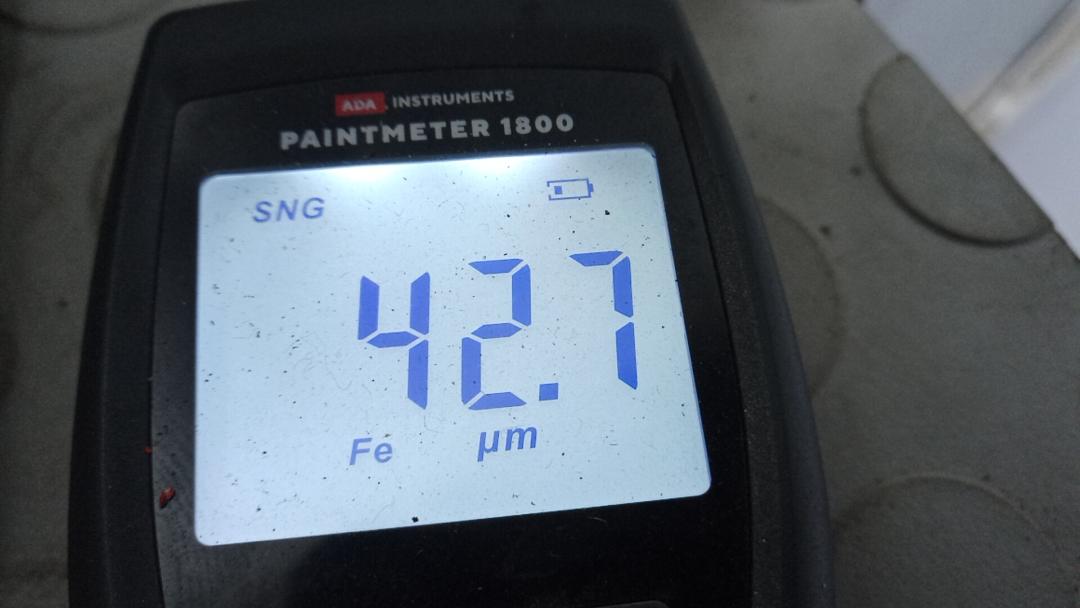 ADA INSTRUMENTS
PAINTMETER 1800
SNG
42.7
Fe µm